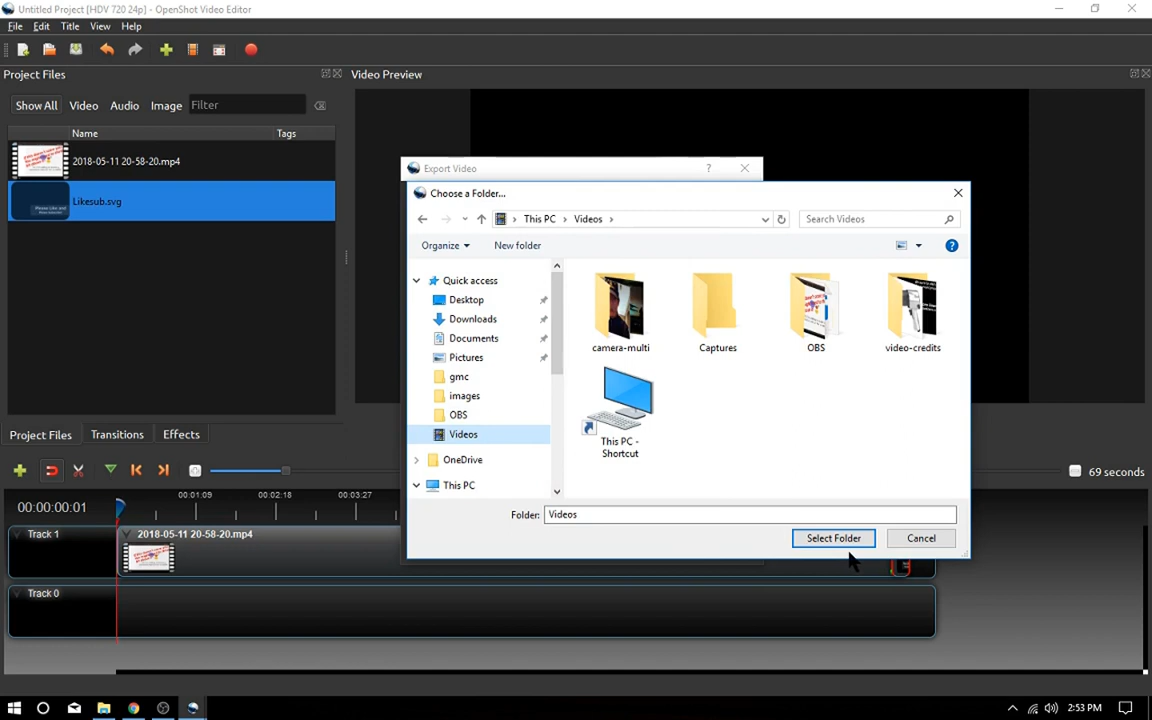 Untitled Project [HDV 720 24p] - OpenShot Video Editor
File Edit Title View Help
Project Files
Video Preview
Show All Video Audio Image Filter
Name Tags
2018-05-11 20-58-20.mp4
Likesub.svg
Export Video
Choose a Folder...
This PC Videos
Search Videos
Organize New folder
Quick access
Desktop
Downloads
Documents
Pictures
gmc
images
OBS
Videos
OneDrive
This PC
camera-multi Captures OBS video-credits
This PC -
Shortcut
Folder: Videos
Select Folder Cancel
Project Files Transitions Effects
69 seconds
00:00:00:01
00:01:09 00:02:18 00:03:27
Track 1
2018-05-11 20-58-20.mp4
Track 0
2:53 PM